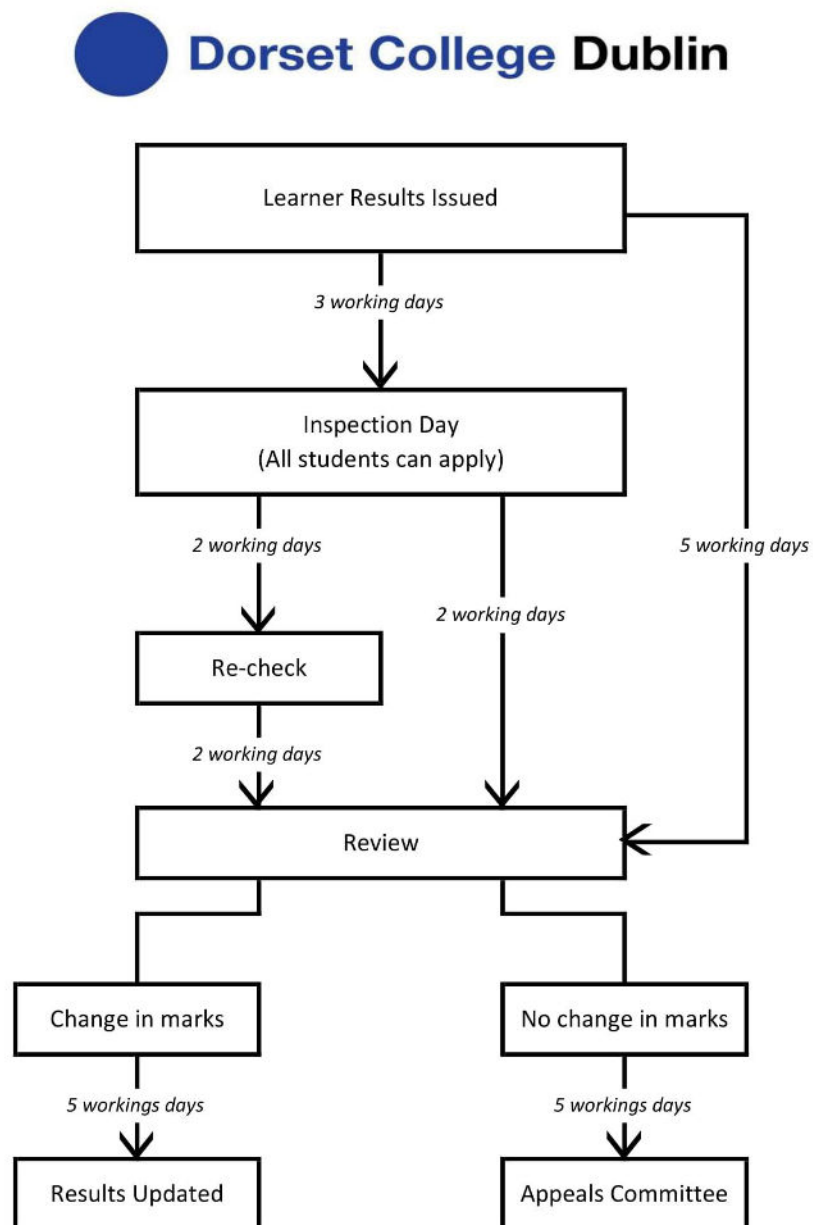 Dorset College Dublin
Learner Results Issued
3 working days
Inspection Day
(All students can apply)
2 working days
5 working days
2 working days
Re-check
2 working days
Review
Change in marks
No change in marks
5 workings days
5 workings days
Results Updated
Appeals Committee